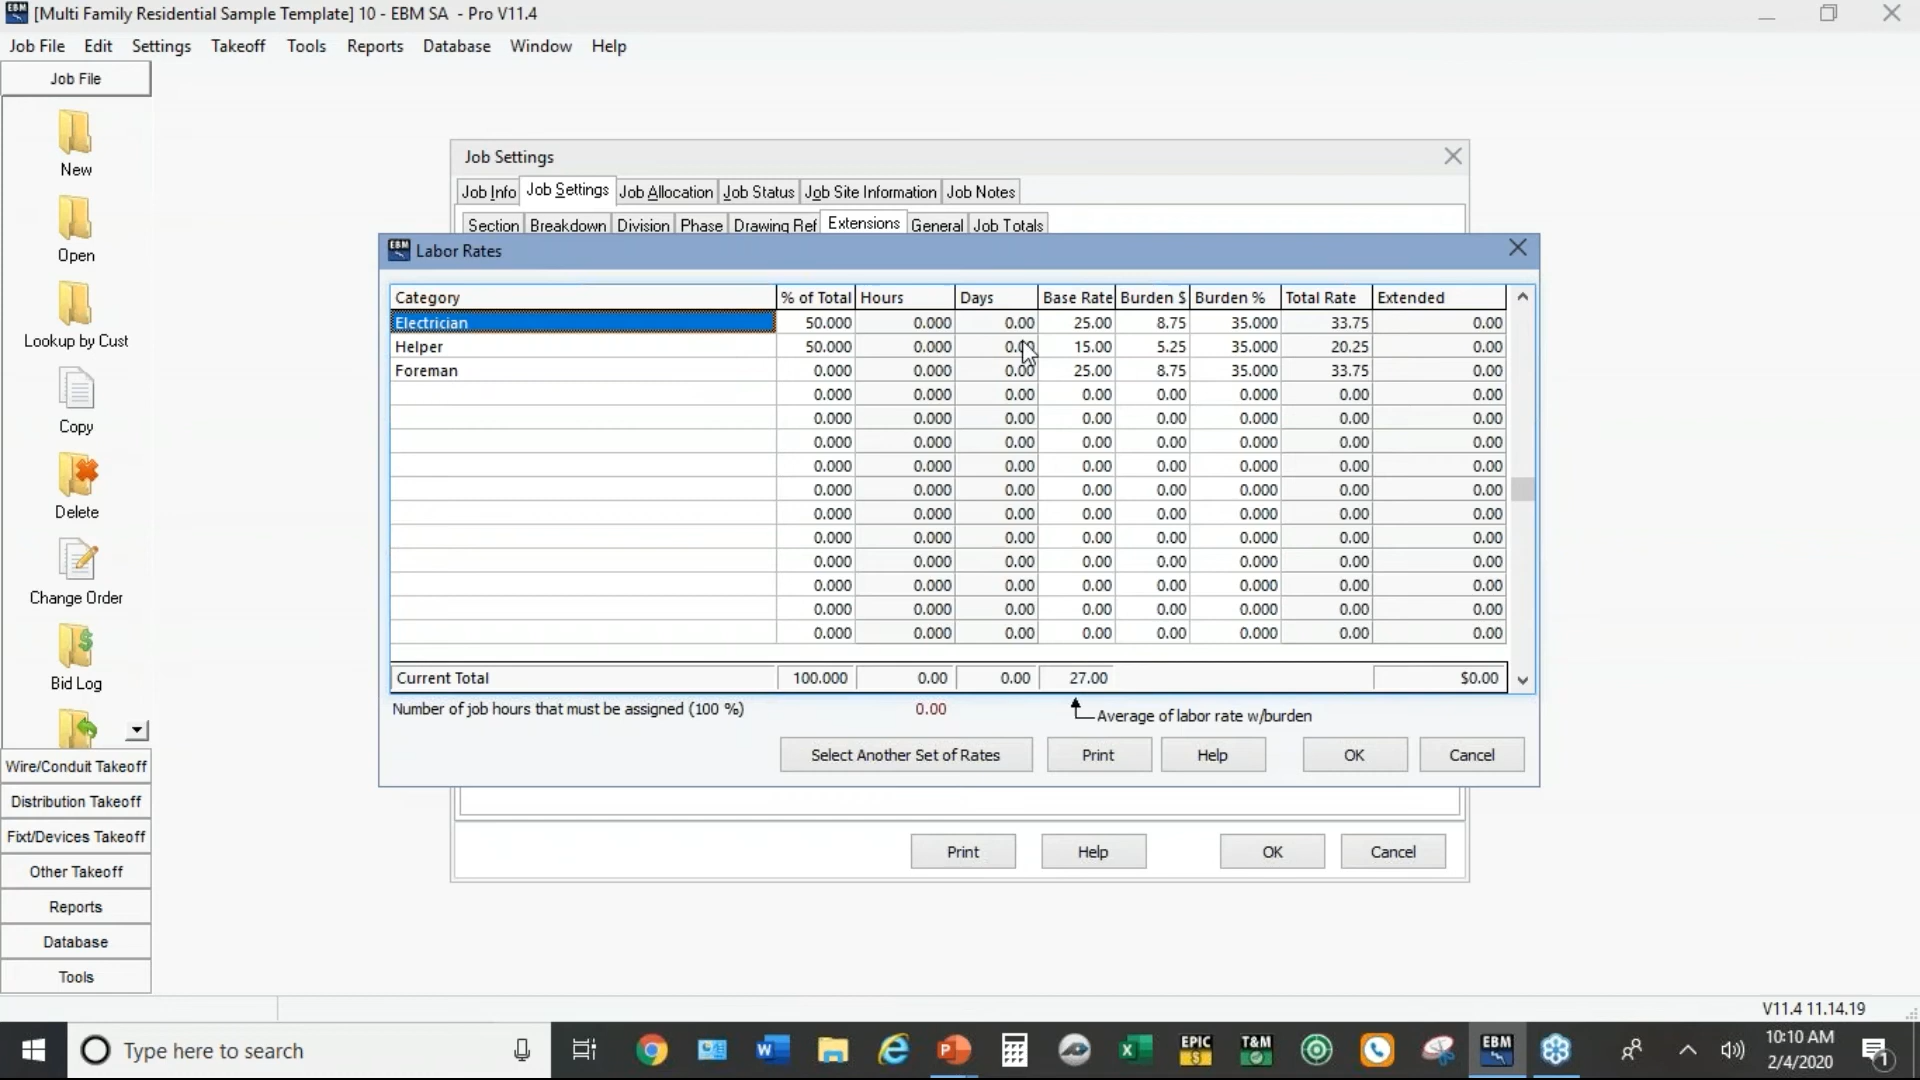 [Multi Family Residential Sample Template] 10 - EBM SA - Pro V11.4
Job File Edit Settings Takeoff Tools Reports Database Window Help
Job File
New
Open
Lookup by Cust
Copy
Delete
Change Order
Bid Log
Wire/Conduit Takeoff
Distribution Takeoff
Fixt/Devices Takeoff
Other Takeoff
Reports
Database
Tools
Job Settings
Job Info Job Settings Job Allocation Job Status Job Site Information Job Notes
Section Breakdown Division Phase Drawing Ref Extensions General Job Totals
EBM Labor Rates
Category % of Total Hours Days Base Rate Burden $ Burden % Total Rate Extended
Electrician 50.000 0.000 0.00 25.00 8.75 35.000 33.75 0.00
Helper 50.000 0.000 0.00 15.00 5.25 35.000 20.25 0.00
Foreman 0.000 0.000 0.00 25.00 8.75 35.000 33.75 0.00
0.000 0.000 0.00 0.00 0.00 0.000 0.00 0.00
0.000 0.000 0.00 0.00 0.00 0.000 0.00 0.00
0.000 0.000 0.00 0.00 0.00 0.000 0.00 0.00
0.000 0.000 0.00 0.00 0.00 0.000 0.00 0.00
0.000 0.000 0.00 0.00 0.00 0.000 0.00 0.00
0.000 0.000 0.00 0.00 0.00 0.000 0.00 0.00
0.000 0.000 0.00 0.00 0.00 0.000 0.00 0.00
0.000 0.000 0.00 0.00 0.00 0.000 0.00 0.00
0.000 0.000 0.00 0.00 0.00 0.000 0.00 0.00
0.000 0.000 0.00 0.00 0.00 0.000 0.00 0.00
0.000 0.000 0.00 0.00 0.00 0.000 0.00 0.00
Current Total 100.000 0.00 0.00 27.00 $0.00
Number of job hours that must be assigned (100 %) 0.00 Average of labor rate w/burden
Select Another Set of Rates Print Help OK Cancel
Print Help OK Cancel
V11.4 11.14.19
Type here to search
EPIC $ T&M EBM
10:10 AM
2/4/2020
1